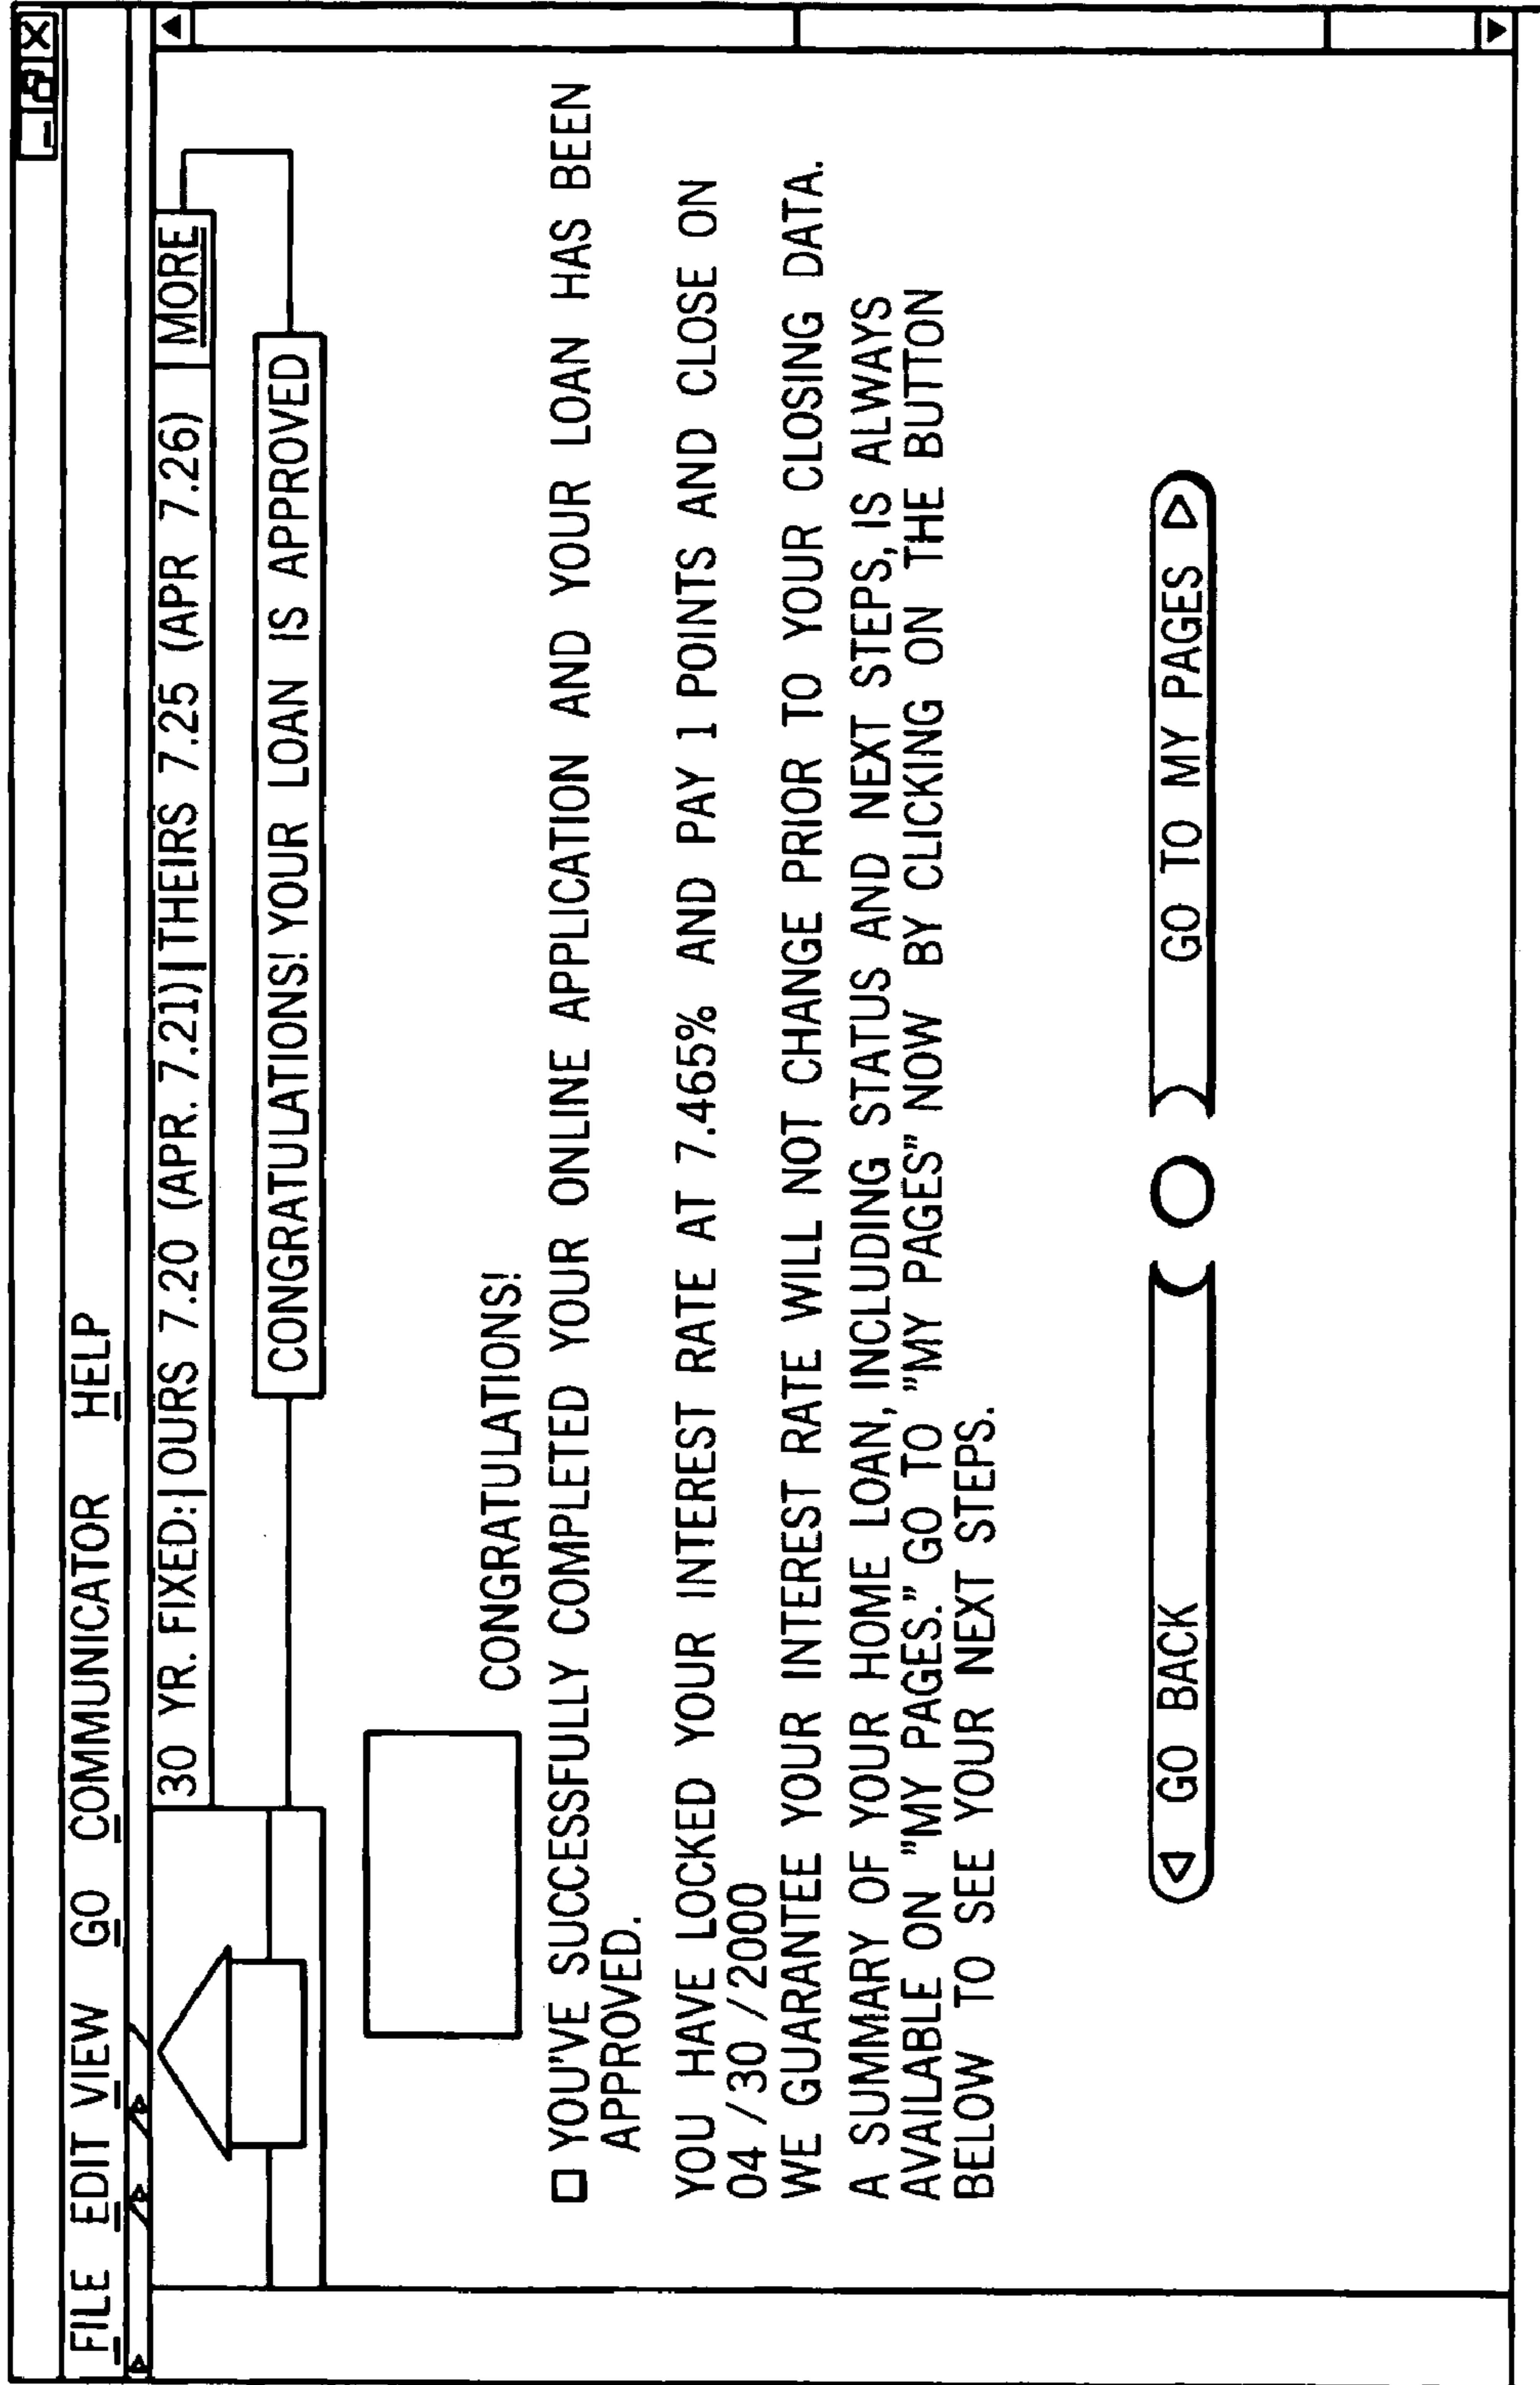 FILE EDIT VIEW GO COMMUNICATOR HELP
30 YR. FIXED: | OURS 7.20 (APR. 7.21) | THEIRS 7.25 (APR 7.26) | MORE
CONGRATULATIONS! YOUR LOAN IS APPROVED
CONGRATULATIONS!
YOU'VE SUCCESSFULLY COMPLETED YOUR ONLINE APPLICATION AND YOUR LOAN HAS BEEN
APPROVED.
YOU HAVE LOCKED YOUR INTEREST RATE AT 7.465% AND PAY 1 POINTS AND CLOSE ON
04 / 30 / 2000
WE GUARANTEE YOUR INTEREST RATE WILL NOT CHANGE PRIOR TO YOUR CLOSING DATA.
A SUMMARY OF YOUR HOME LOAN, INCLUDING STATUS AND NEXT STEPS, IS ALWAYS
AVAILABLE ON "MY PAGES." GO TO "MY PAGES" NOW BY CLICKING ON THE BUTTON
BELOW TO SEE YOUR NEXT STEPS.
GO BACK GO TO MY PAGES